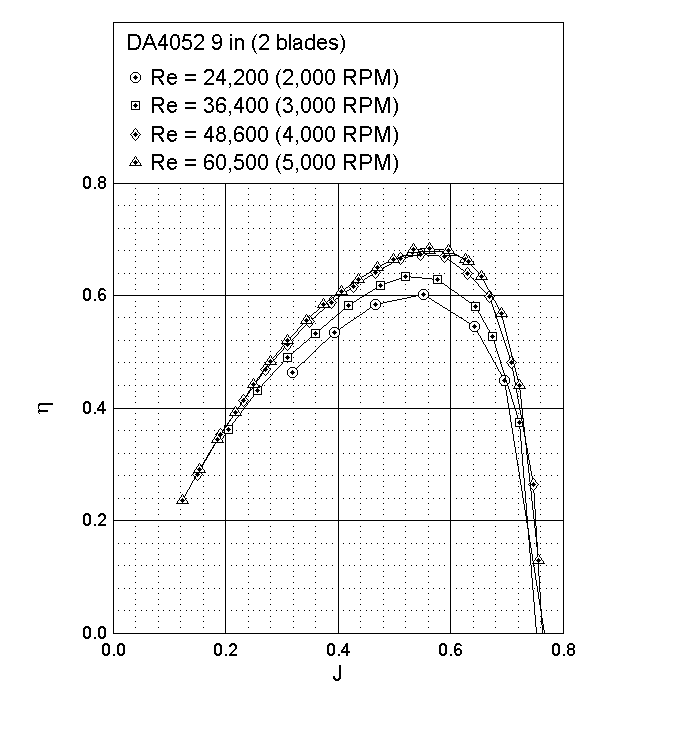 DA4052 9 in (2 blades)
Re = 24,200 (2,000 RPM)
Re = 36,400 (3,000 RPM)
Re = 48,600 (4,000 RPM)
Re = 60,500 (5,000 RPM)
0.8
0.6
0.4
0.2
0.0
η
0.0 0.2 0.4 0.6 0.8
J